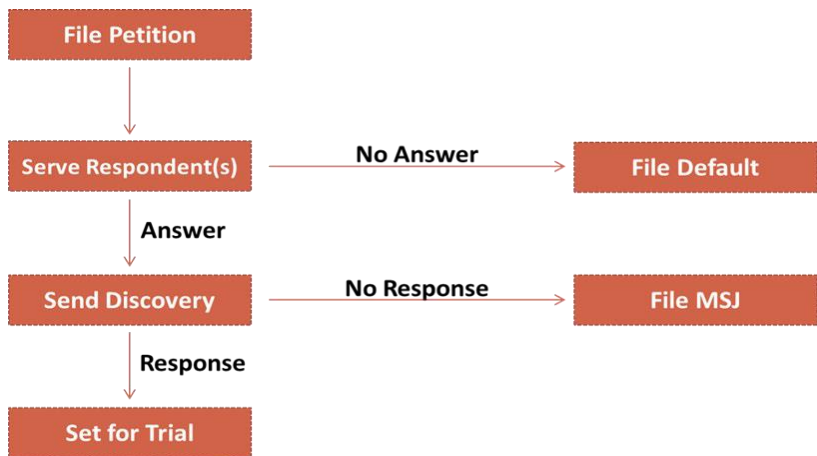 File Petition
Serve Respondent(s)
No Answer
File Default
Answer
Send Discovery
No Response
File MSJ
Response
Set for Trial